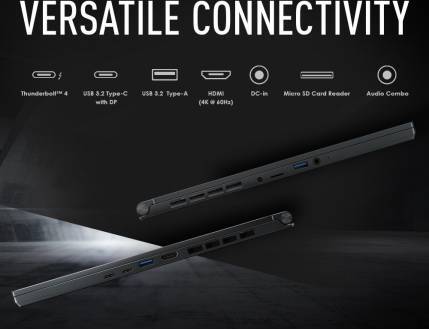 VERSATILE CONNECTIVITY
Thunderbolt™ 4
USB 3.2 Type-C
with DP
USB 3.2 Type-A
HDMI
(4K @ 60Hz)
DC-in
Micro SD Card Reader
Audio Combo